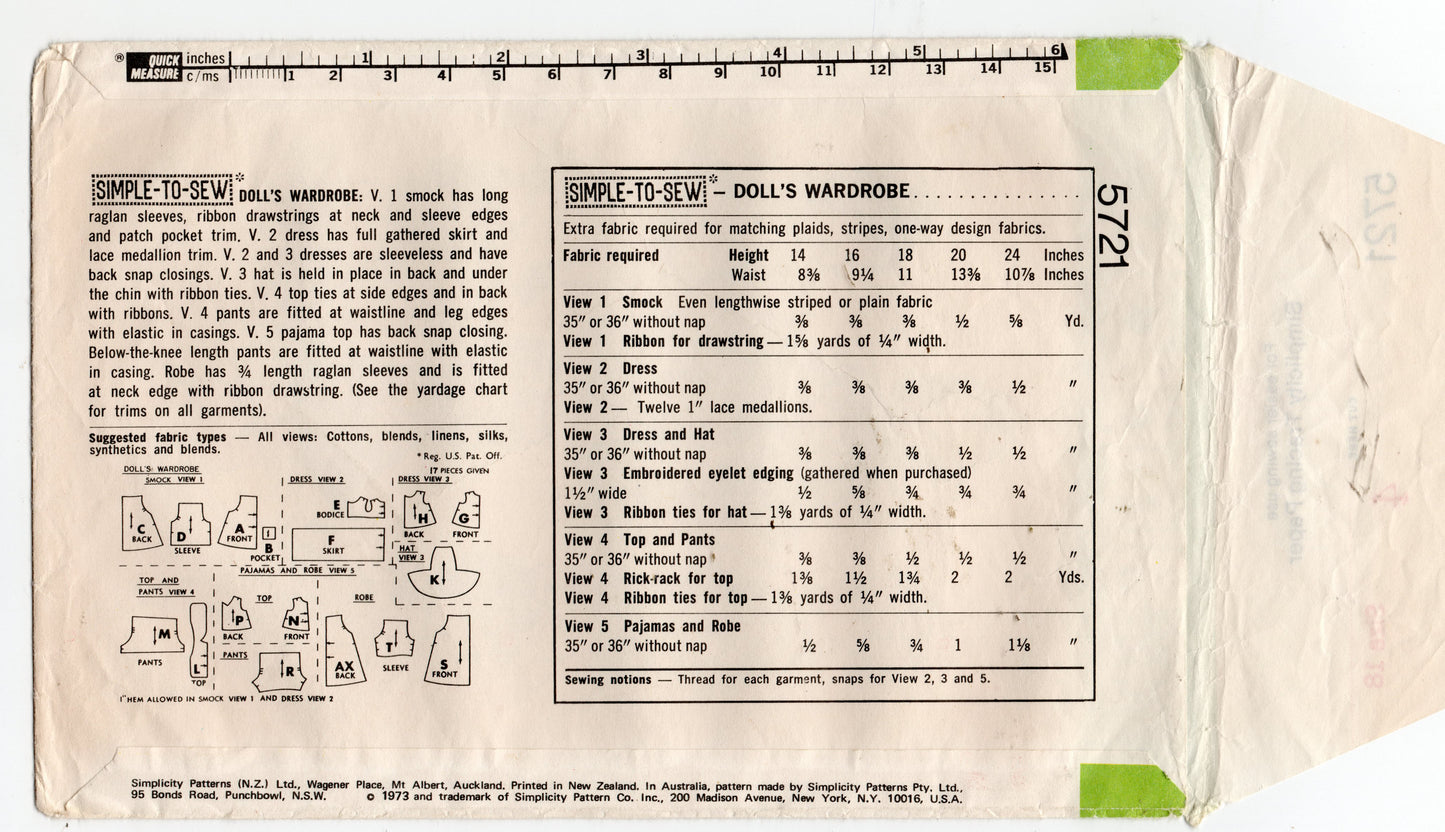 ® QUICK MEASURE inches 1 2 3 4 5 6
c/ms 1 2 3 4 5 6 7 8 9 10 11 12 13 14 15
SIMPLE-TO-SEW* DOLL'S WARDROBE: V. 1 smock has long
raglan sleeves, ribbon drawstrings at neck and sleeve edges
and patch pocket trim. V. 2 dress has full gathered skirt and
lace medallion trim. V. 2 and 3 dresses are sleeveless and have
back snap closings. V. 3 hat is held in place in back and under
the chin with ribbon ties. V. 4 top ties at side edges and in back
with ribbons. V. 4 pants are fitted at waistline and leg edges
with elastic in casings. V. 5 pajama top has back snap closing.
Below-the-knee length pants are fitted at waistline with elastic
in casing. Robe has ¾ length raglan sleeves and is fitted
at neck edge with ribbon drawstring. (See the yardage chart
for trims on all garments).
Suggested fabric types — All views: Cottons, blends, linens, silks,
synthetics and blends.
* Reg. U.S. Pat. Off.
17 PIECES GIVEN
DOLL'S WARDROBE
SMOCK VIEW 1
DRESS VIEW 2
DRESS VIEW 3
C
BACK
D
SLEEVE
A
FRONT
B
POCKET
E
BODICE
F
SKIRT
H
BACK
G
FRONT
HAT
VIEW 3
K
TOP AND
PANTS VIEW 4
M
PANTS
L
TOP
PAJAMAS AND ROBE VIEW 5
TOP
P
BACK
N
FRONT
PANTS
R
ROBE
AX
BACK
T
SLEEVE
S
FRONT
1" HEM ALLOWED IN SMOCK VIEW 1 AND DRESS VIEW 2
SIMPLE-TO-SEW* — DOLL'S WARDROBE. . . . . . . . . . . . . .
Extra fabric required for matching plaids, stripes, one-way design fabrics.
Fabric required Height 14 16 18 20 24 Inches
Waist 8⅜ 9¼ 11 13⅜ 10⅞ Inches
View 1 Smock Even lengthwise striped or plain fabric
35" or 36" without nap ⅜ ⅜ ⅜ ½ ⅝ Yd.
View 1 Ribbon for drawstring — 1⅝ yards of ¼" width.
View 2 Dress
35" or 36" without nap ⅜ ⅜ ⅜ ⅜ ½ "
View 2 — Twelve 1" lace medallions.
View 3 Dress and Hat
35" or 36" without nap ⅜ ⅜ ⅜ ½ ½ "
View 3 Embroidered eyelet edging (gathered when purchased)
1½" wide ½ ⅝ ¾ ¾ ¾ "
View 3 Ribbon ties for hat — 1⅜ yards of ¼" width.
View 4 Top and Pants
35" or 36" without nap ⅜ ⅜ ½ ½ ½ "
View 4 Rick-rack for top 1⅜ 1½ 1¾ 2 2 Yds.
View 4 Ribbon ties for top — 1⅜ yards of ¼" width.
View 5 Pajamas and Robe
35" or 36" without nap ½ ⅝ ¾ 1 1⅛ "
Sewing notions — Thread for each garment, snaps for View 2, 3 and 5.
5721
Simplicity Patterns (N.Z.) Ltd., Wagener Place, Mt Albert, Auckland. Printed in New Zealand. In Australia, pattern made by Simplicity Patterns Pty. Ltd.,
95 Bonds Road, Punchbowl, N.S.W. © 1973 and trademark of Simplicity Pattern Co. Inc., 200 Madison Avenue, New York, N.Y. 10016, U.S.A.
5721